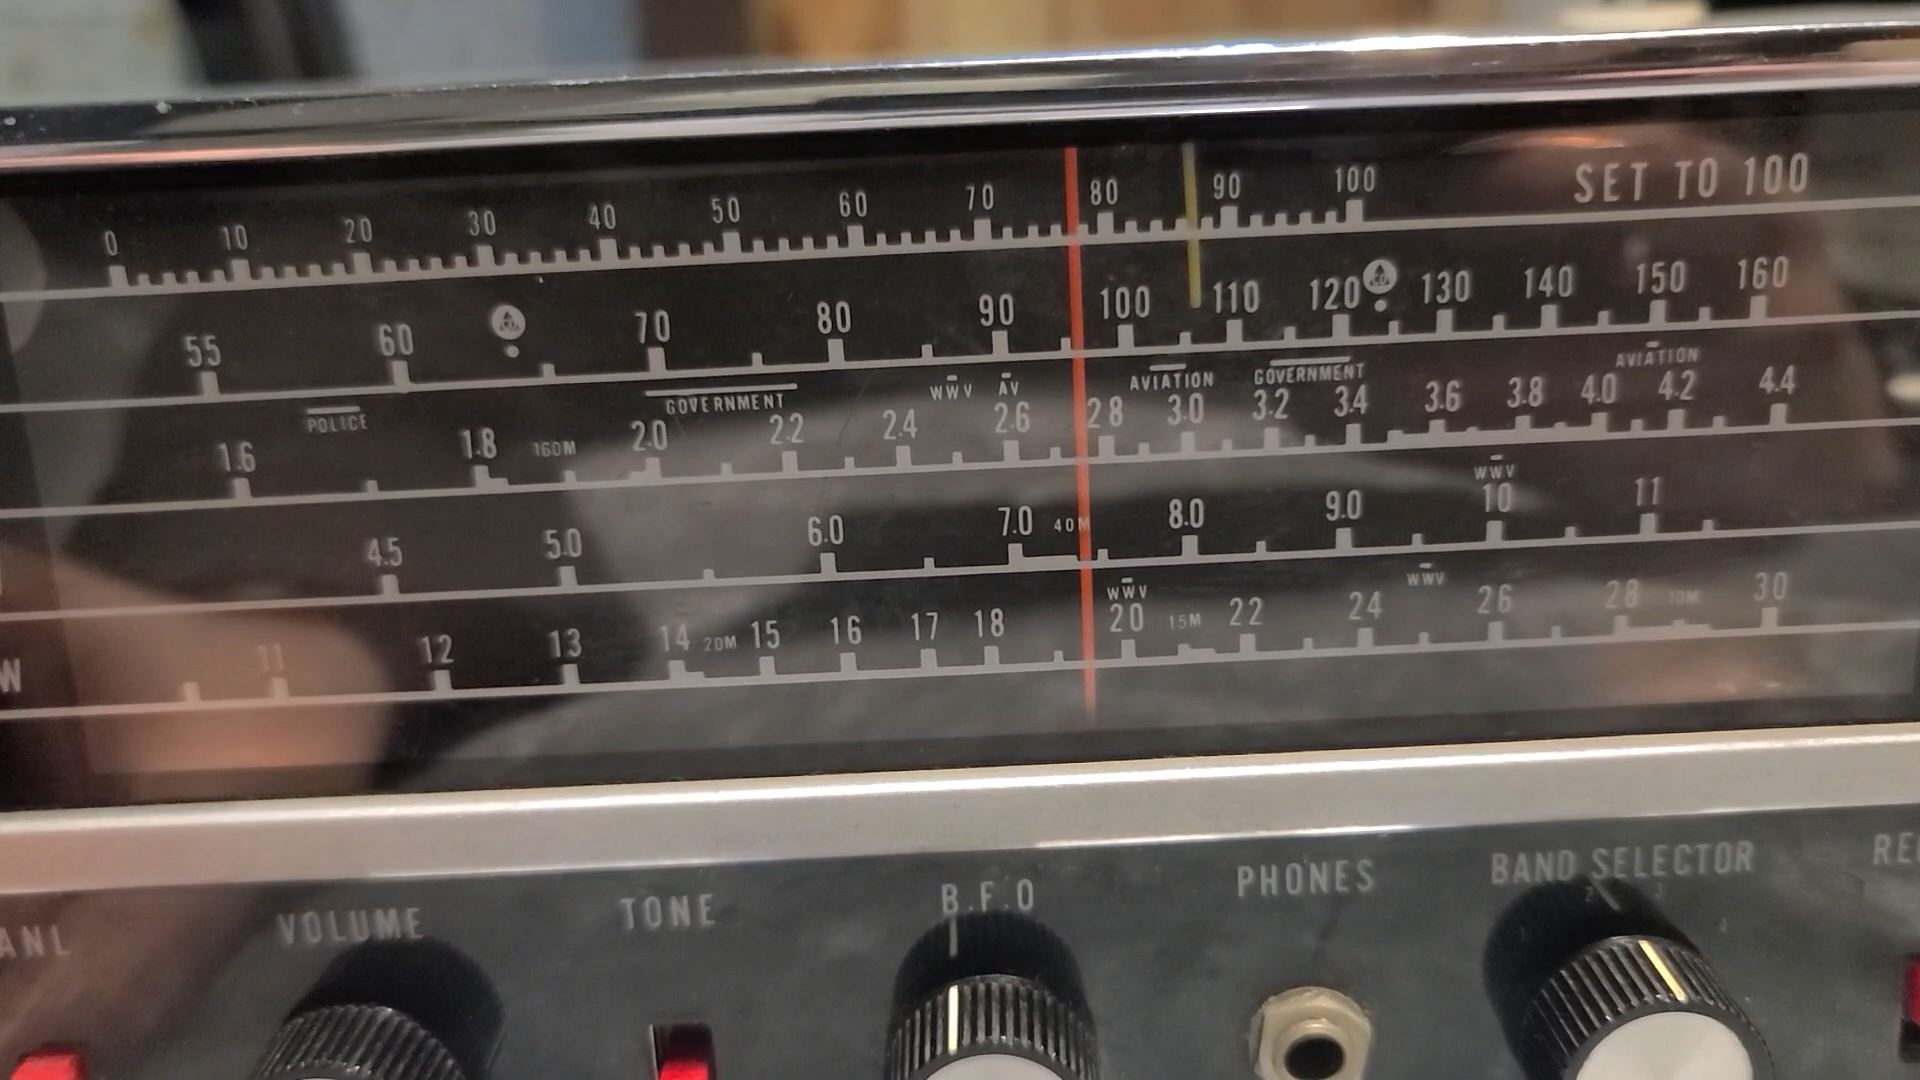 0 10 20 30 40 50 60 70 80 90 100 SET TO 100
55 60 70 80 90 100 110 120 130 140 150 160
POLICE GOVERNMENT WWV AV AVIATION GOVERNMENT AVIATION
1.6 1.8 160M 2.0 2.2 2.4 2.6 2.8 3.0 3.2 3.4 3.6 3.8 4.0 4.2 4.4
WWV
4.5 5.0 6.0 7.0 40M 8.0 9.0 10 11
WWV WWV
W 11 12 13 14 20M 15 16 17 18 20 15M 22 24 26 28 10M 30
ANL VOLUME TONE B.F.O PHONES BAND SELECTOR RE